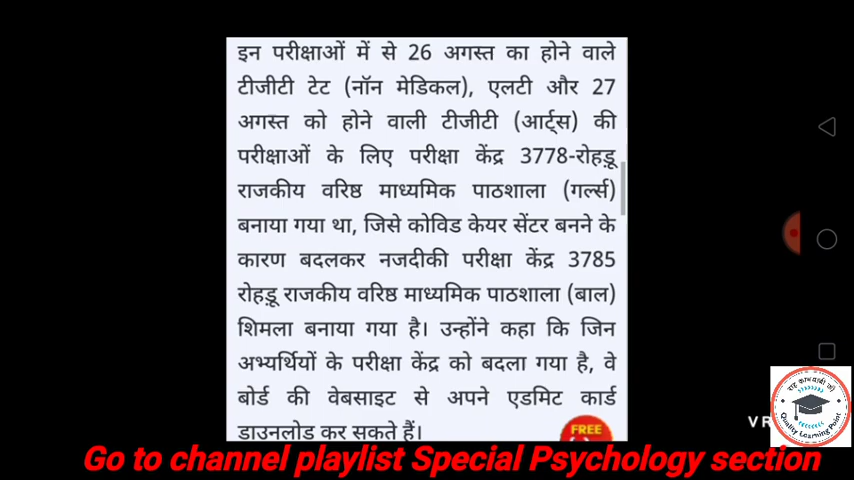 इन परीक्षाओं में से 26 अगस्त का होने वाले
टीजीटी टेट (नॉन मेडिकल), एलटी और 27
अगस्त को होने वाली टीजीटी (आर्ट्स) की
परीक्षाओं के लिए परीक्षा केंद्र 3778-रोहड़ू
राजकीय वरिष्ठ माध्यमिक पाठशाला (गर्ल्स)
बनाया गया था, जिसे कोविड केयर सेंटर बनने के
कारण बदलकर नजदीकी परीक्षा केंद्र 3785
रोहड़ू राजकीय वरिष्ठ माध्यमिक पाठशाला (बाल)
शिमला बनाया गया है। उन्होंने कहा कि जिन
अभ्यर्थियों के परीक्षा केंद्र को बदला गया है, वे
बोर्ड की वेबसाइट से अपने एडमिट कार्ड
डाउनलोड कर सकते हैं।
FREE
VR
Quality Learning Point
Go to channel playlist Special Psychology section